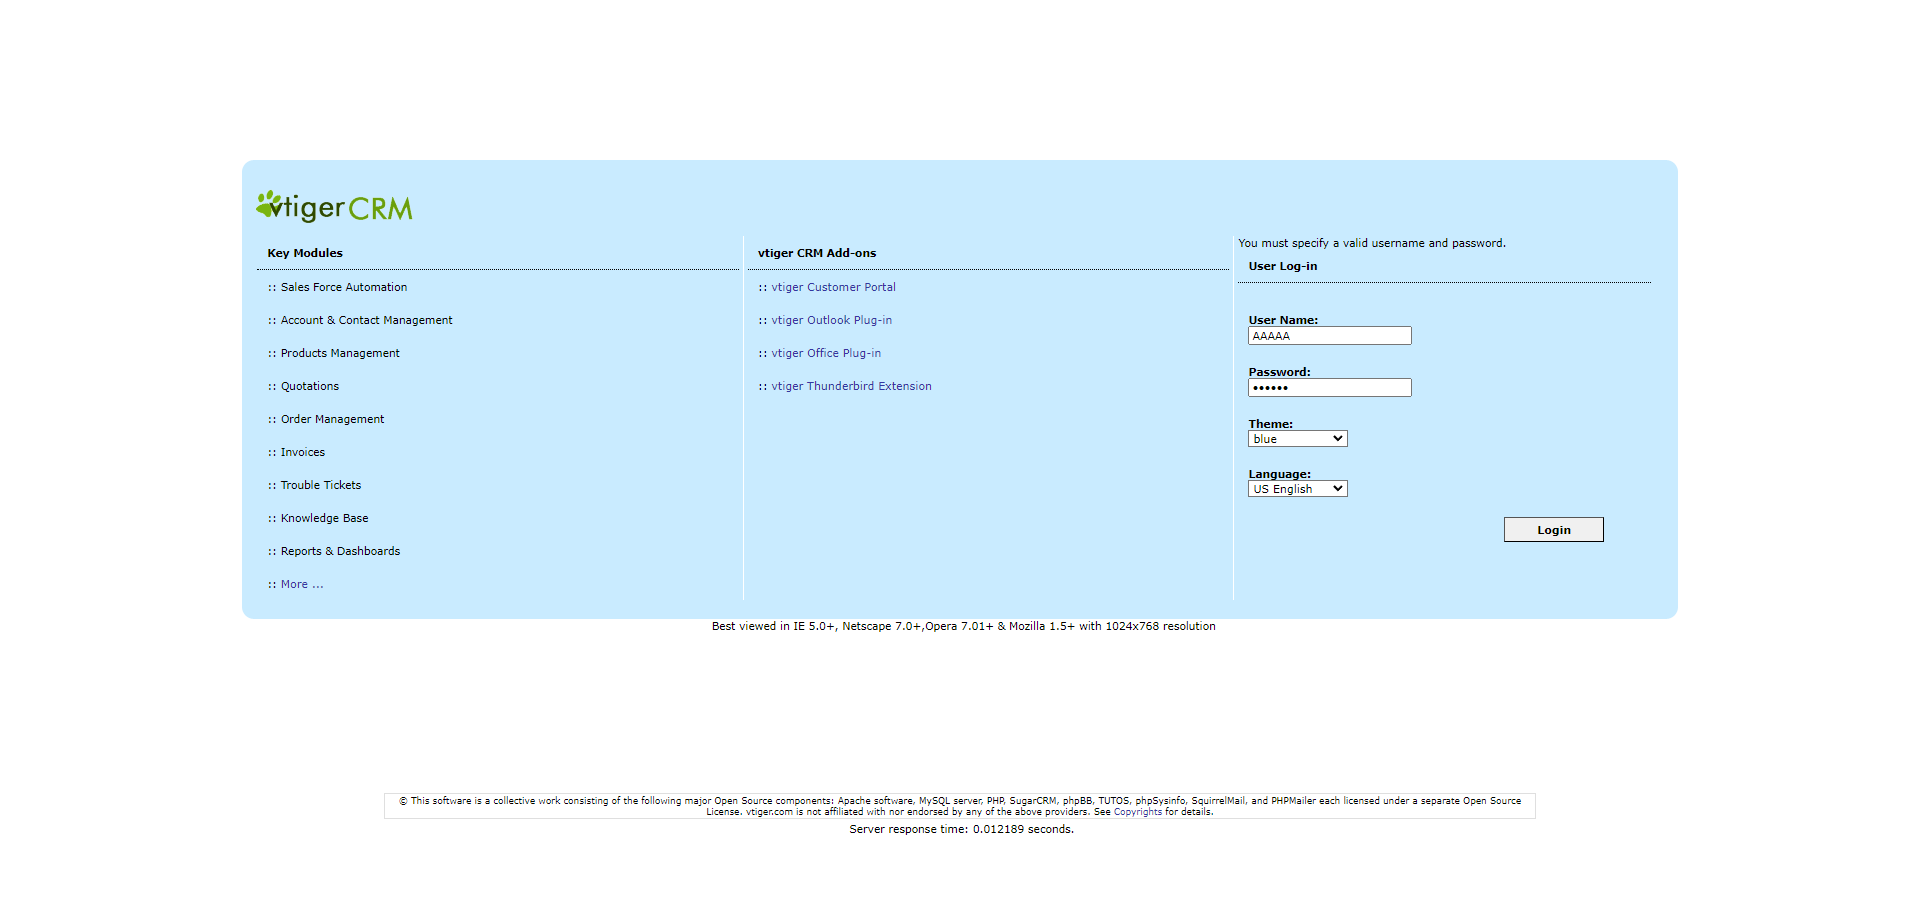 vtiger CRM
Key Modules
:: Sales Force Automation
:: Account & Contact Management
:: Products Management
:: Quotations
:: Order Management
:: Invoices
:: Trouble Tickets
:: Knowledge Base
:: Reports & Dashboards
:: More ...
vtiger CRM Add-ons
:: vtiger Customer Portal
:: vtiger Outlook Plug-in
:: vtiger Office Plug-in
:: vtiger Thunderbird Extension
You must specify a valid username and password.
User Log-in
User Name:
AAAAA
Password:
••••••
Theme:
blue
Language:
US English
Login
Best viewed in IE 5.0+, Netscape 7.0+,Opera 7.01+ & Mozilla 1.5+ with 1024x768 resolution
© This software is a collective work consisting of the following major Open Source components: Apache software, MySQL server, PHP, SugarCRM, phpBB, TUTOS, phpSysinfo, SquirrelMail, and PHPMailer each licensed under a separate Open Source
License. vtiger.com is not affiliated with nor endorsed by any of the above providers. See Copyrights for details.
Server response time: 0.012189 seconds.